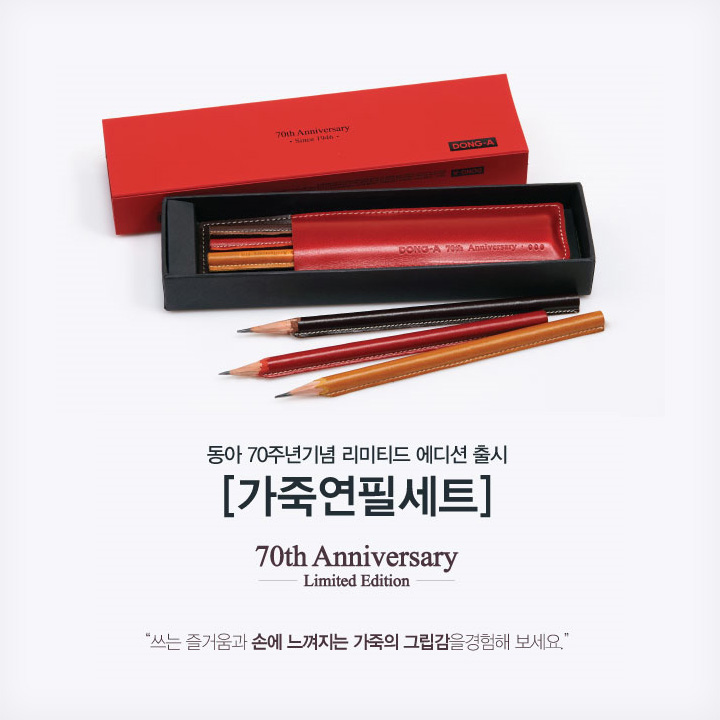 70th Anniversary
• Since 1946 •
DONG-A
DONG-A 70th Anniversary
동아 70주년기념 리미티드 에디션 출시
[가죽연필세트]
70th Anniversary
Limited Edition
“쓰는 즐거움과 손에 느껴지는 가죽의 그립감을경험해 보세요.”